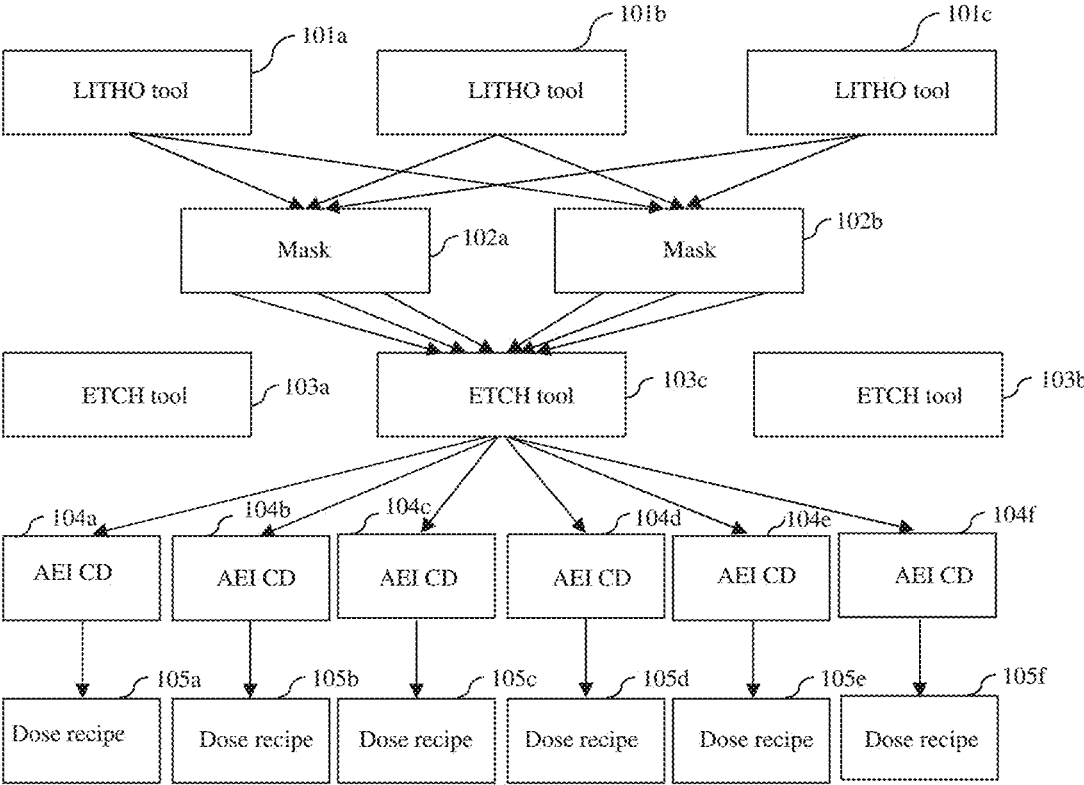 101a 101b 101c
LITHO tool LITHO tool LITHO tool
102a 102b
Mask Mask
103a 103c 103b
ETCH tool ETCH tool ETCH tool
104a 104b 104c 104d 104e 104f
AEI CD AEI CD AEI CD AEI CD AEI CD AEI CD
105a 105b 105c 105d 105e 105f
Dose recipe Dose recipe Dose recipe Dose recipe Dose recipe Dose recipe